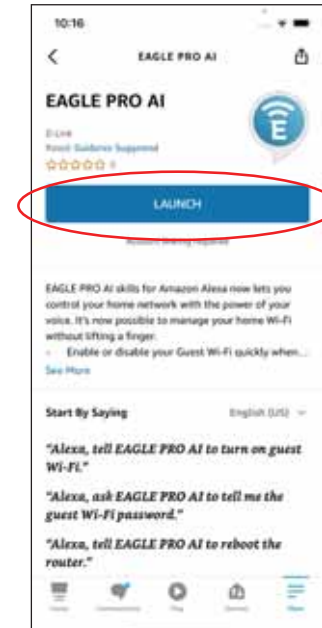 10:16
EAGLE PRO AI
EAGLE PRO AI
E
D-Link
Rated: Guidance Suggested
0
LAUNCH
Account linking required
EAGLE PRO AI skills for Amazon Alexa now lets you
control your home network with the power of your
voice. It's now possible to manage your home Wi-Fi
without lifting a finger.
- Enable or disable your Guest Wi-Fi quickly when...
See More
Start By Saying
English (US)
"Alexa, tell EAGLE PRO AI to turn on guest
Wi-Fi."
"Alexa, ask EAGLE PRO AI to tell me the
guest Wi-Fi password."
"Alexa, tell EAGLE PRO AI to reboot the
router."
Home
Play
Devices
More